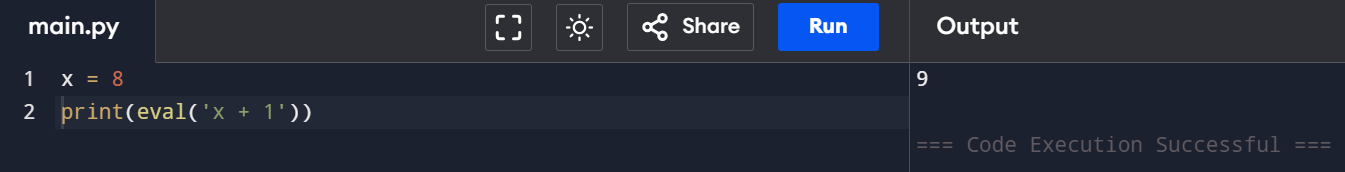 main.py
Share
Run
Output
1 x = 8
2 print(eval('x + 1'))
9
=== Code Execution Successful ===